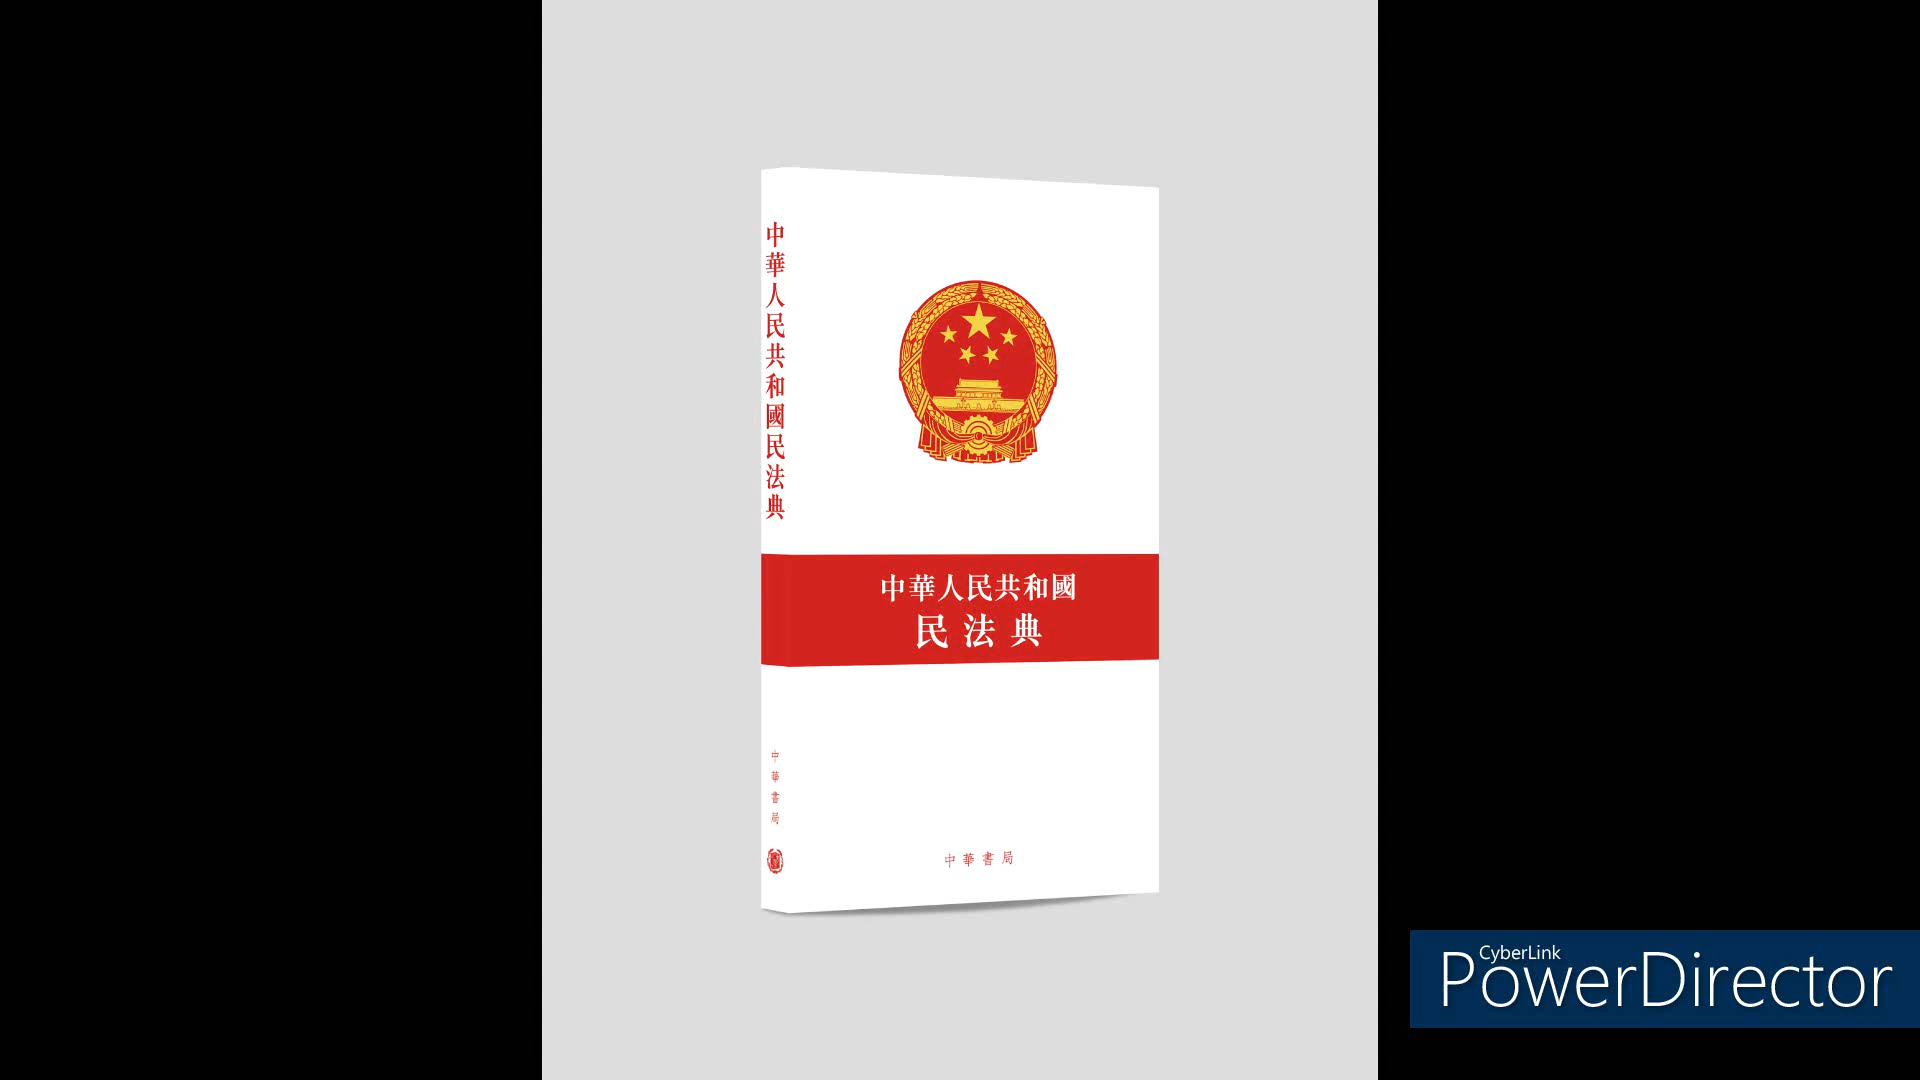 中華人民共和國民法典
中華書局
中華人民共和國
民法典
中華書局
CyberLink
PowerDirector